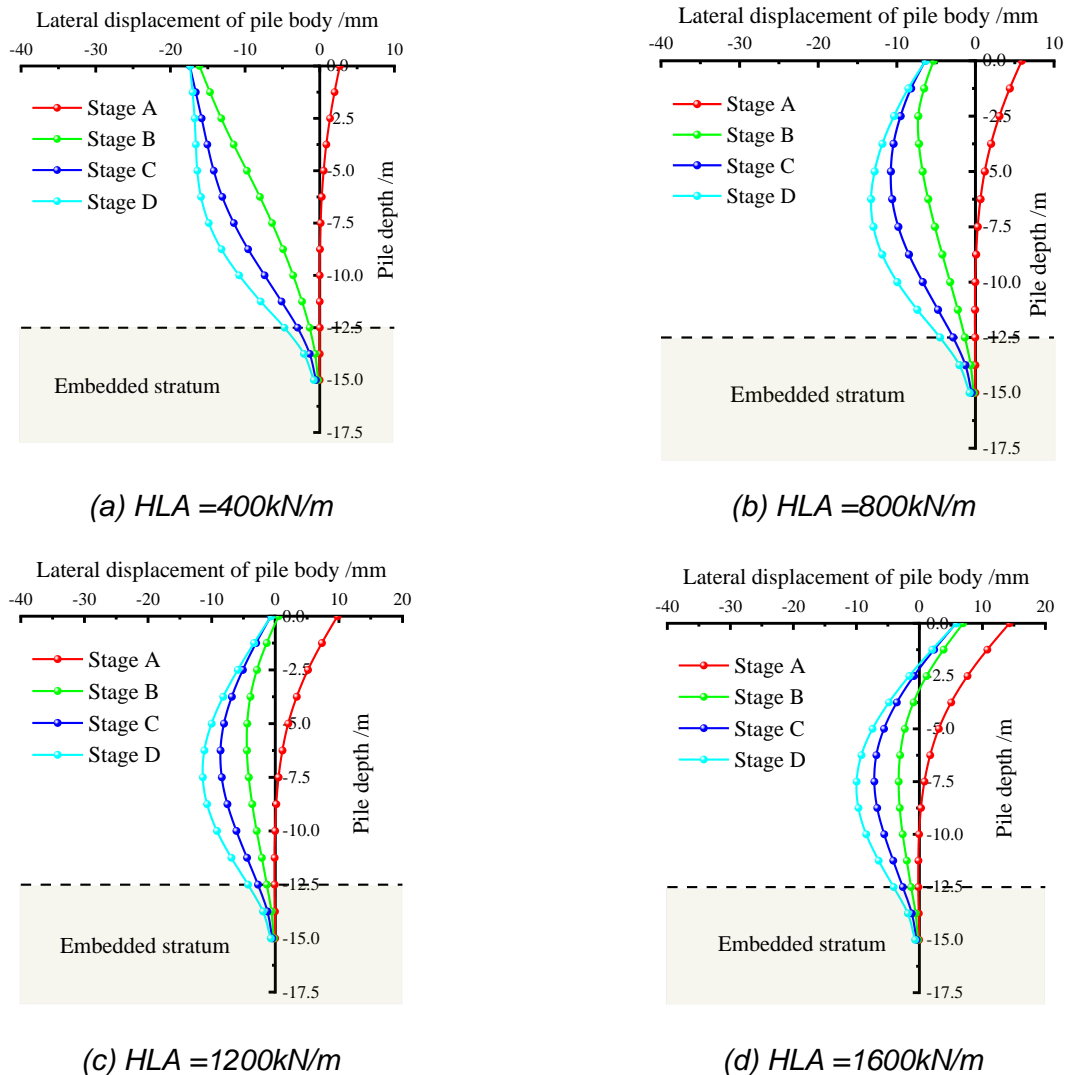 Lateral displacement of pile body /mm
-40 -30 -20 -10 0 10
0.0
-2.5
-5.0
-7.5
-10.0
-12.5
-15.0
-17.5
Pile depth /m
Stage A
Stage B
Stage C
Stage D
Embedded stratum
(a) HLA =400kN/m
Lateral displacement of pile body /mm
-40 -30 -20 -10 0 10
0.0
-2.5
-5.0
-7.5
-10.0
-12.5
-15.0
-17.5
Pile depth /m
Stage A
Stage B
Stage C
Stage D
Embedded stratum
(b) HLA =800kN/m
Lateral displacement of pile body /mm
-40 -30 -20 -10 0 10 20
0.0
-2.5
-5.0
-7.5
-10.0
-12.5
-15.0
-17.5
Pile depth /m
Stage A
Stage B
Stage C
Stage D
Embedded stratum
(c) HLA =1200kN/m
Lateral displacement of pile body /mm
-40 -30 -20 -10 0 10 20
0.0
-2.5
-5.0
-7.5
-10.0
-12.5
-15.0
-17.5
Pile depth /m
Stage A
Stage B
Stage C
Stage D
Embedded stratum
(d) HLA =1600kN/m